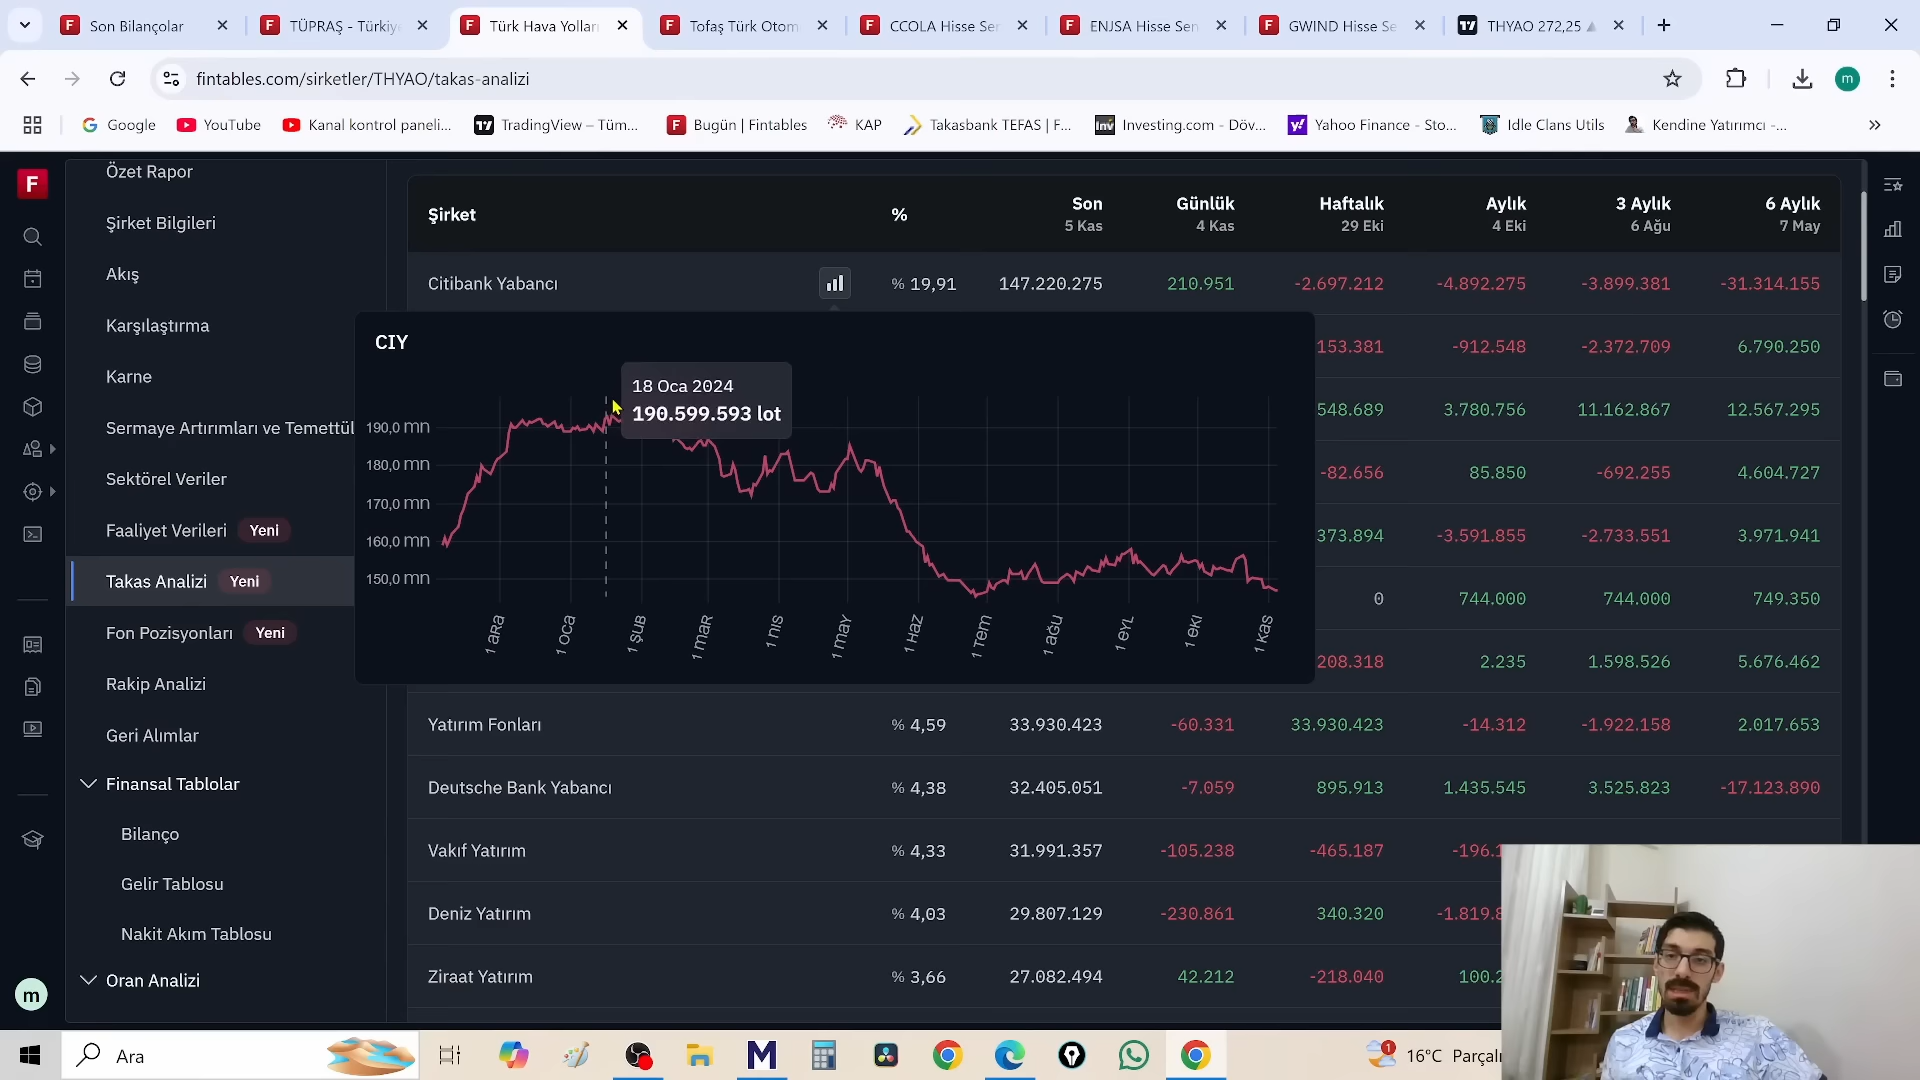 Son Bilançolar
TÜPRAŞ - Türkiye
Türk Hava Yolları
Tofaş Türk Otom
CCOLA Hisse Se
ENJSA Hisse Sen
GWIND Hisse Se
THYAO 272,25
fintables.com/sirketler/THYAO/takas-analizi
m
Google
YouTube
Kanal kontrol paneli...
TradingView – Tüm...
Bugün | Fintables
KAP
Takasbank TEFAS | F...
Investing.com - Döv...
Yahoo Finance - Sto...
Idle Clans Utils
Kendine Yatırımcı -...
F
Özet Rapor
Şirket Bilgileri
Akış
Karşılaştırma
Karne
Sermaye Artırımları ve Temettül
Sektörel Veriler
Faaliyet Verileri Yeni
Takas Analizi Yeni
Fon Pozisyonları Yeni
Rakip Analizi
Geri Alımlar
Finansal Tablolar
Bilanço
Gelir Tablosu
Nakit Akım Tablosu
Oran Analizi
m
Şirket % Son Günlük Haftalık Aylık 3 Aylık 6 Aylık
5 Kas 4 Kas 29 Eki 4 Eki 6 Ağu 7 May
Citibank Yabancı % 19,91 147.220.275 210.951 -2.697.212 -4.892.275 -3.899.381 -31.314.155
153.381 -912.548 -2.372.709 6.790.250
548.689 3.780.756 11.162.867 12.567.295
-82.656 85.850 -692.255 4.604.727
373.894 -3.591.855 -2.733.551 3.971.941
0 744.000 744.000 749.350
208.318 2.235 1.598.526 5.676.462
CIY
18 Oca 2024
190.599.593 lot
190,0 mn
180,0 mn
170,0 mn
160,0 mn
150,0 mn
1 ARA 1 OCA 1 ŞUB 1 MAR 1 NIS 1 MAY 1 HAZ 1 TEM 1 AĞU 1 EYL 1 EKI 1 KAS
Yatırım Fonları % 4,59 33.930.423 -60.331 33.930.423 -14.312 -1.922.158 2.017.653
Deutsche Bank Yabancı % 4,38 32.405.051 -7.059 895.913 1.435.545 3.525.823 -17.123.890
Vakıf Yatırım % 4,33 31.991.357 -105.238 -465.187 -196.1
Deniz Yatırım % 4,03 29.807.129 -230.861 340.320 -1.819.8
Ziraat Yatırım % 3,66 27.082.494 42.212 -218.040 100.2
Ara
M
1
16°C Parçalı